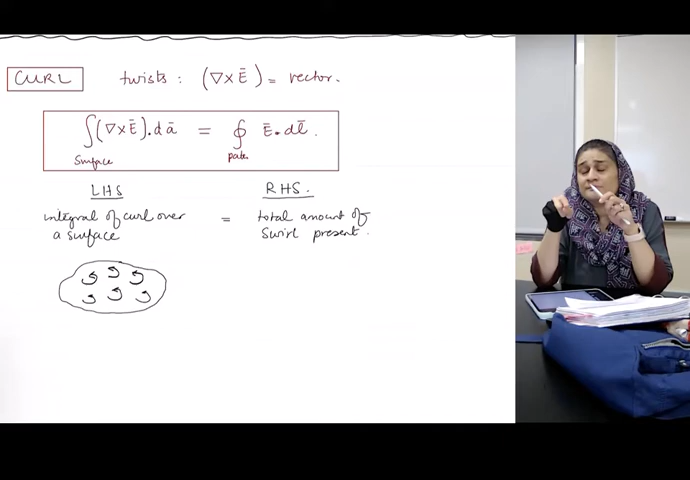 CURL twists : (∇×Ē) = vector.
∫(∇×Ē).dā = ∮ Ē.dl̄.
Surface path
LHS RHS.
integral of curl over = total amount of
a surface swirl present.